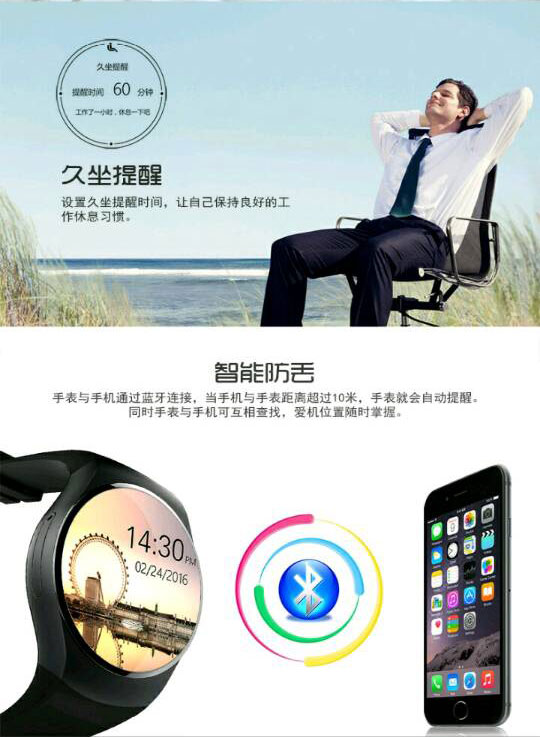 久坐提醒
提醒时间 60 分钟
工作了一小时，休息一下吧
久坐提醒
设置久坐提醒时间，让自己保持良好的工
作休息习惯。
智能防丢
手表与手机通过蓝牙连接，当手机与手表距离超过10米，手表就会自动提醒。
同时手表与手机可互相查找，爱机位置随时掌握。
14:30 PM
02/24/2016